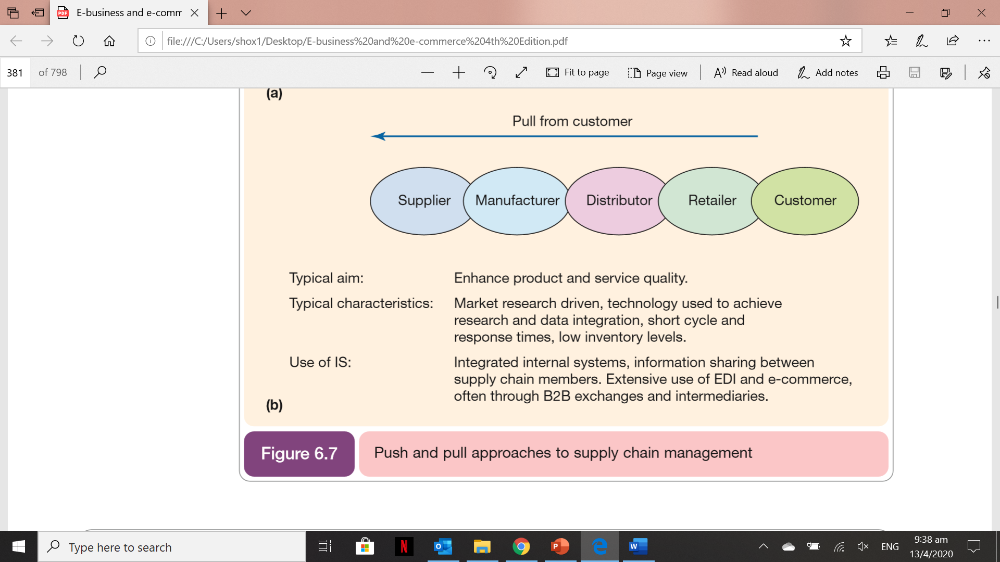 E-business and e-comm
file:///C:/Users/shox1/Desktop/E-business%20and%20e-commerce%204th%20Edition.pdf
381 of 798 Fit to page Page view Read aloud Add notes
(a)
Pull from customer
Supplier Manufacturer Distributor Retailer Customer
Typical aim: Enhance product and service quality.
Typical characteristics: Market research driven, technology used to achieve
research and data integration, short cycle and
response times, low inventory levels.
Use of IS: Integrated internal systems, information sharing between
supply chain members. Extensive use of EDI and e-commerce,
often through B2B exchanges and intermediaries.
(b)
Figure 6.7 Push and pull approaches to supply chain management
Type here to search
ENG
9:38 am
13/4/2020